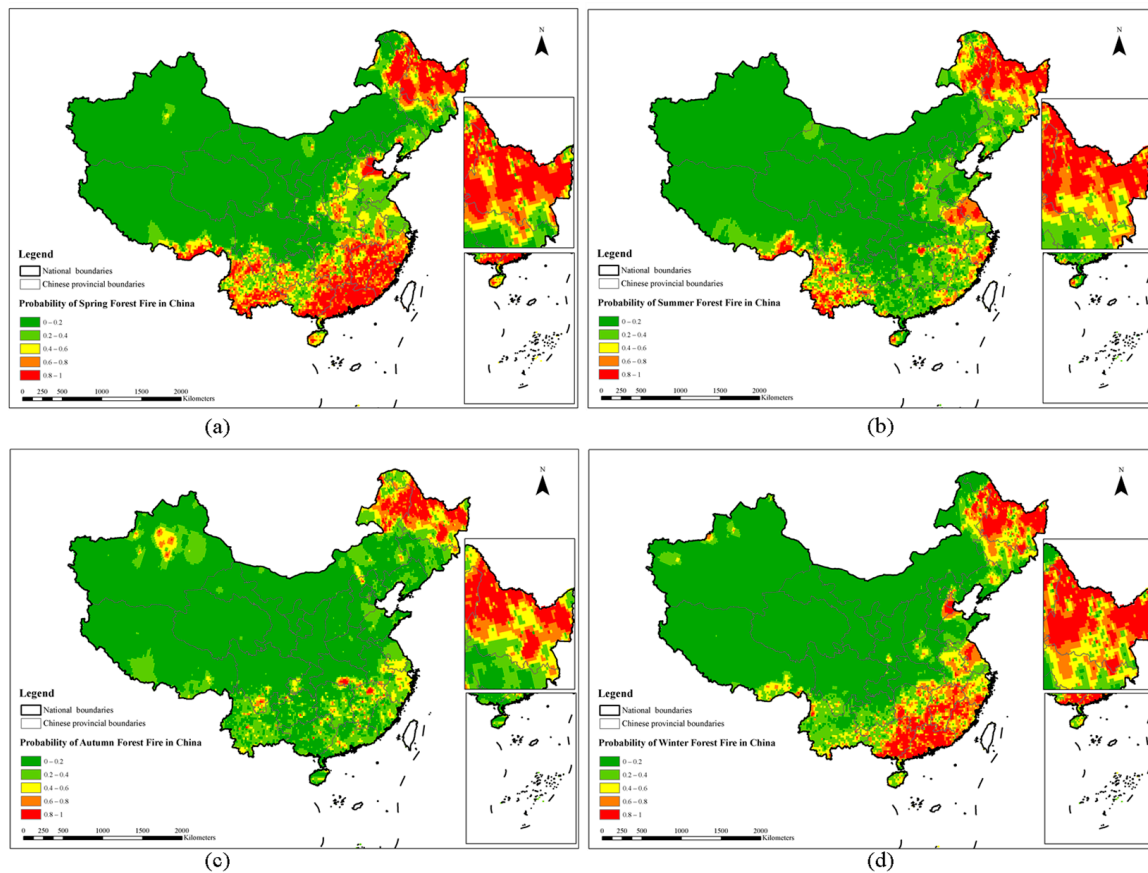 N
Legend
National boundaries
Chinese provincial boundaries
Probability of Spring Forest Fire in China
0 – 0.2
0.2 – 0.4
0.4 – 0.6
0.6 – 0.8
0.8 – 1
0 250 500 1000 1500 2000
Kilometers
(a)
N
Legend
National boundaries
Chinese provincial boundaries
Probability of Summer Forest Fire in China
0 – 0.2
0.2 – 0.4
0.4 – 0.6
0.6 – 0.8
0.8 – 1
0 250 500 1000 1500 2000
Kilometers
(b)
N
Legend
National boundaries
Chinese provincial boundaries
Probability of Autumn Forest Fire in China
0 – 0.2
0.2 – 0.4
0.4 – 0.6
0.6 – 0.8
0.8 – 1
0 250 500 1000 1500 2000
Kilometers
(c)
N
Legend
National boundaries
Chinese provincial boundaries
Probability of Winter Forest Fire in China
0 – 0.2
0.2 – 0.4
0.4 – 0.6
0.6 – 0.8
0.8 – 1
0 250 500 1000 1500 2000
Kilometers
(d)